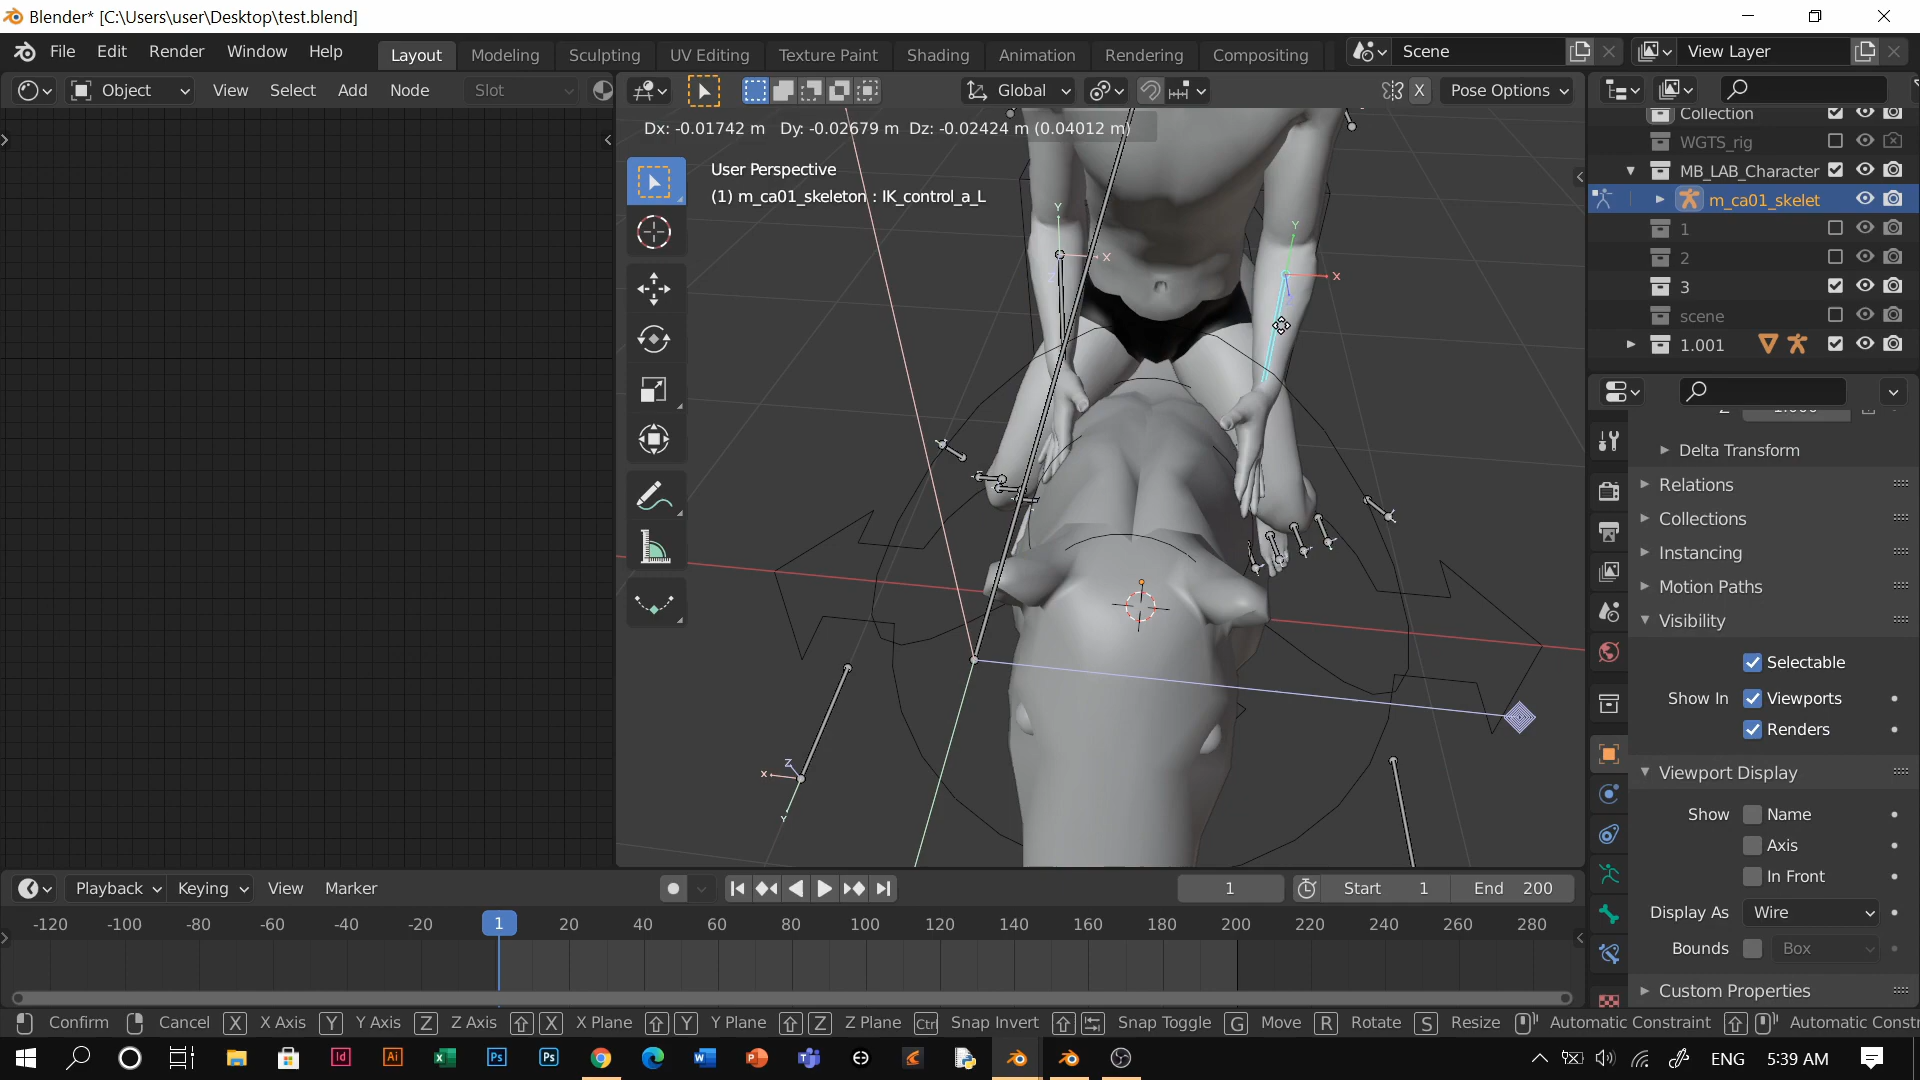 Blender* [C:\Users\user\Desktop\test.blend]
File Edit Render Window Help Layout Modeling Sculpting UV Editing Texture Paint Shading Animation Rendering Compositing Scene View Layer
Object View Select Add Node Slot Global X Pose Options
Dx: -0.01742 m Dy: -0.02679 m Dz: -0.02424 m (0.04012 m)
User Perspective
(1) m_ca01_skeleton : IK_control_a_L
Y
X
Y
X
Z
X
Y
Collection
WGTS_rig
MB_LAB_Character
m_ca01_skelet
1
2
3
scene
1.001
Delta Transform
Relations
Collections
Instancing
Motion Paths
Visibility
Selectable
Show In Viewports
Renders
Viewport Display
Show Name
Axis
In Front
Display As Wire
Bounds Box
Custom Properties
Playback Keying View Marker 1 Start 1 End 200
-120 -100 -80 -60 -40 -20 1 20 40 60 80 100 120 140 160 180 200 220 240 260 280
Confirm Cancel X X Axis Y Y Axis Z Z Axis X X Plane Y Y Plane Z Z Plane Ctrl Snap Invert Snap Toggle G Move R Rotate S Resize Automatic Constraint Automatic Constr
Id Ai Ps Ps ENG 5:39 AM